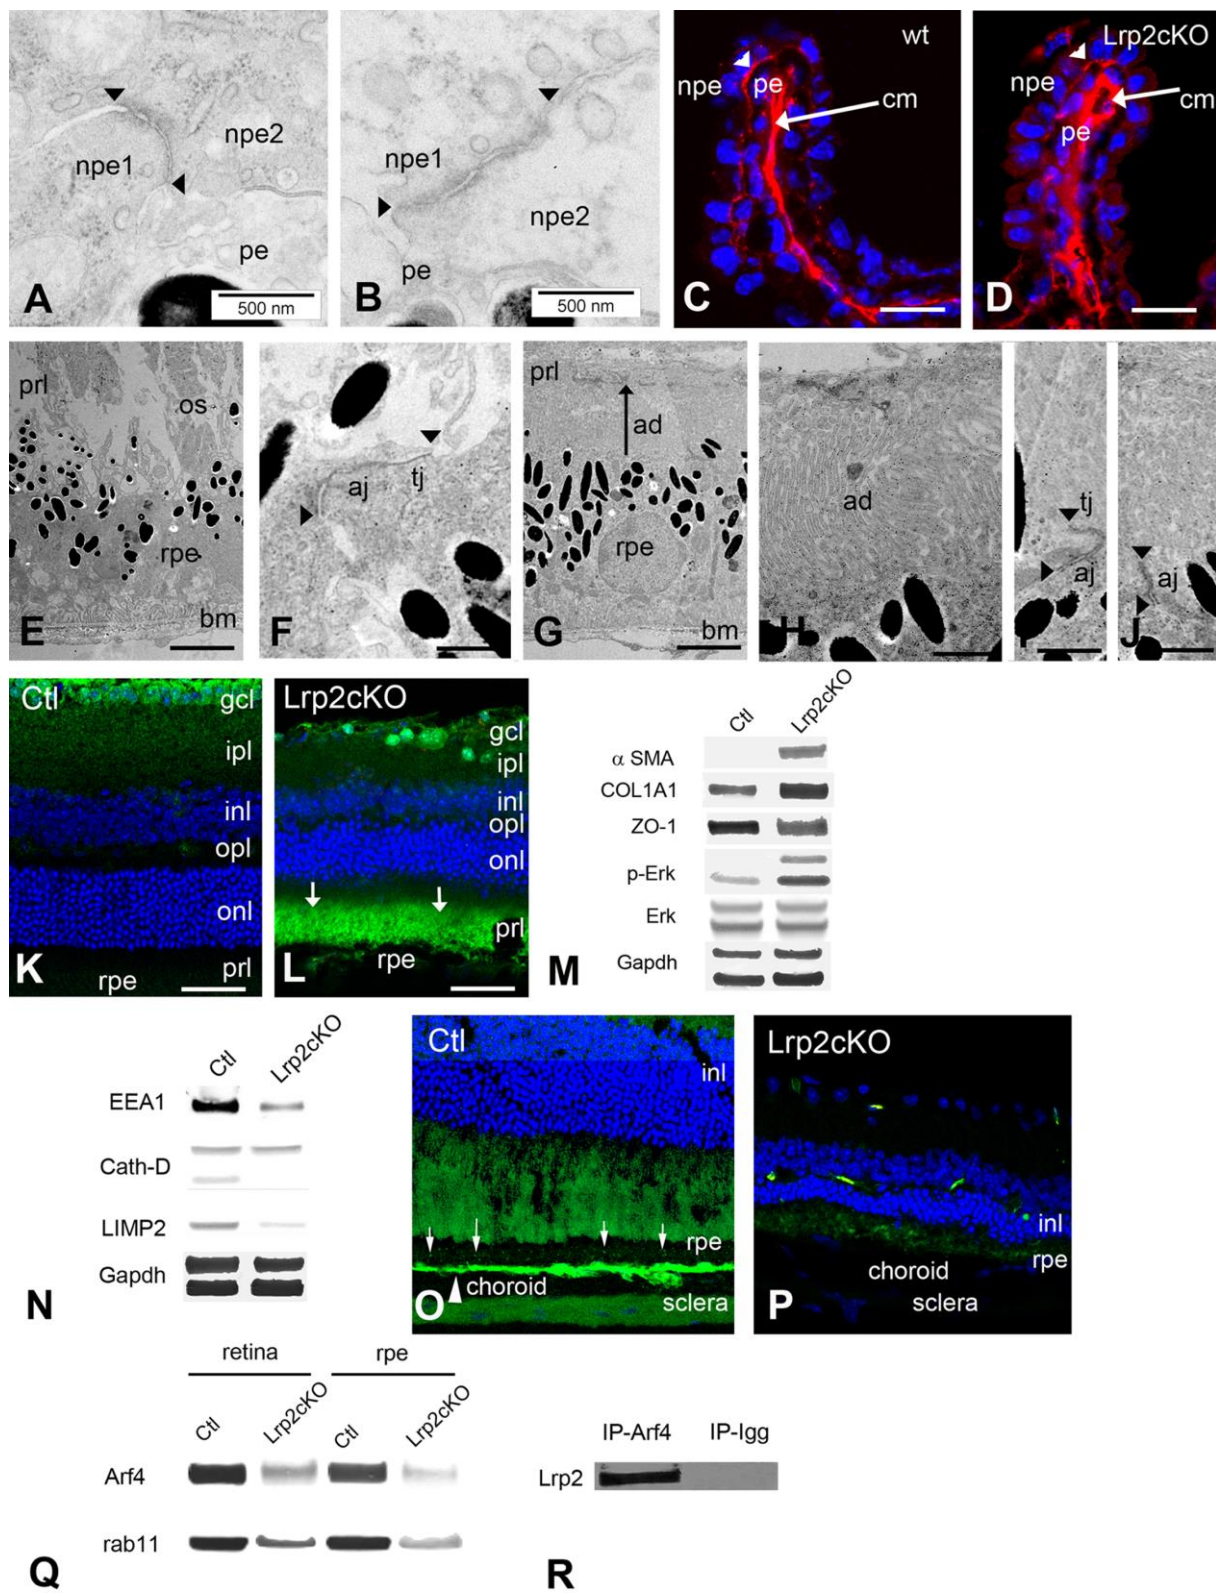 wt
npe
pe
cm
C
Lrp2cKO
npe
pe
cm
D
npe1
npe2
pe
A
500 nm
npe1
npe2
pe
B
500 nm
prl
os
rpe
bm
E
aj
tj
F
prl
ad
rpe
bm
G
ad
H
tj
aj
I
aj
J
Ctl
gcl
ipl
inl
opl
onl
prl
rpe
K
Lrp2cKO
gcl
ipl
inl
opl
onl
prl
rpe
L
Ctl Lrp2cKO
α SMA
COL1A1
ZO-1
p-Erk
Erk
Gapdh
M
Ctl Lrp2cKO
EEA1
Cath-D
LIMP2
Gapdh
N
Ctl
inl
rpe
choroid
sclera
O
Lrp2cKO
inl
rpe
choroid
sclera
P
retina rpe
Ctl Lrp2cKO Ctl Lrp2cKO
Arf4
rab11
Q
IP-Arf4 IP-Igg
Lrp2
R